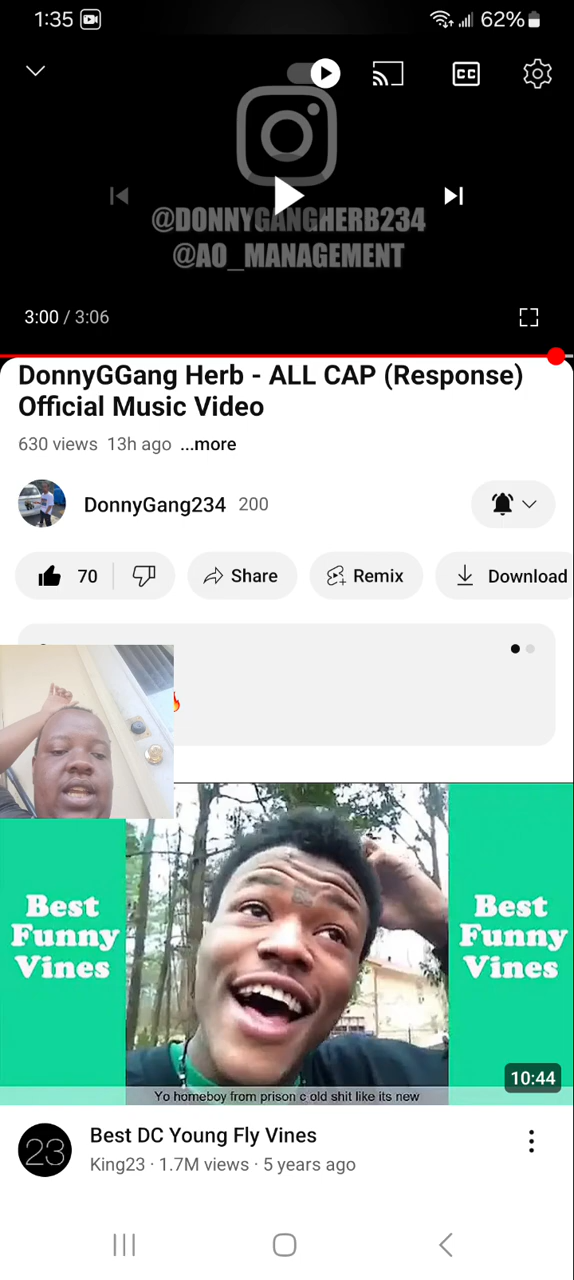 1:35 62%
CC
@DONNYGANGHERB234
@AO_MANAGEMENT
3:00 / 3:06
DonnyGGang Herb - ALL CAP (Response)
Official Music Video
630 views 13h ago ...more
DonnyGang234 200
70 Share Remix Download
Best
Funny
Vines
Best
Funny
Vines
10:44
Yo homeboy from prison c old shit like its new
Best DC Young Fly Vines
23
King23 · 1.7M views · 5 years ago